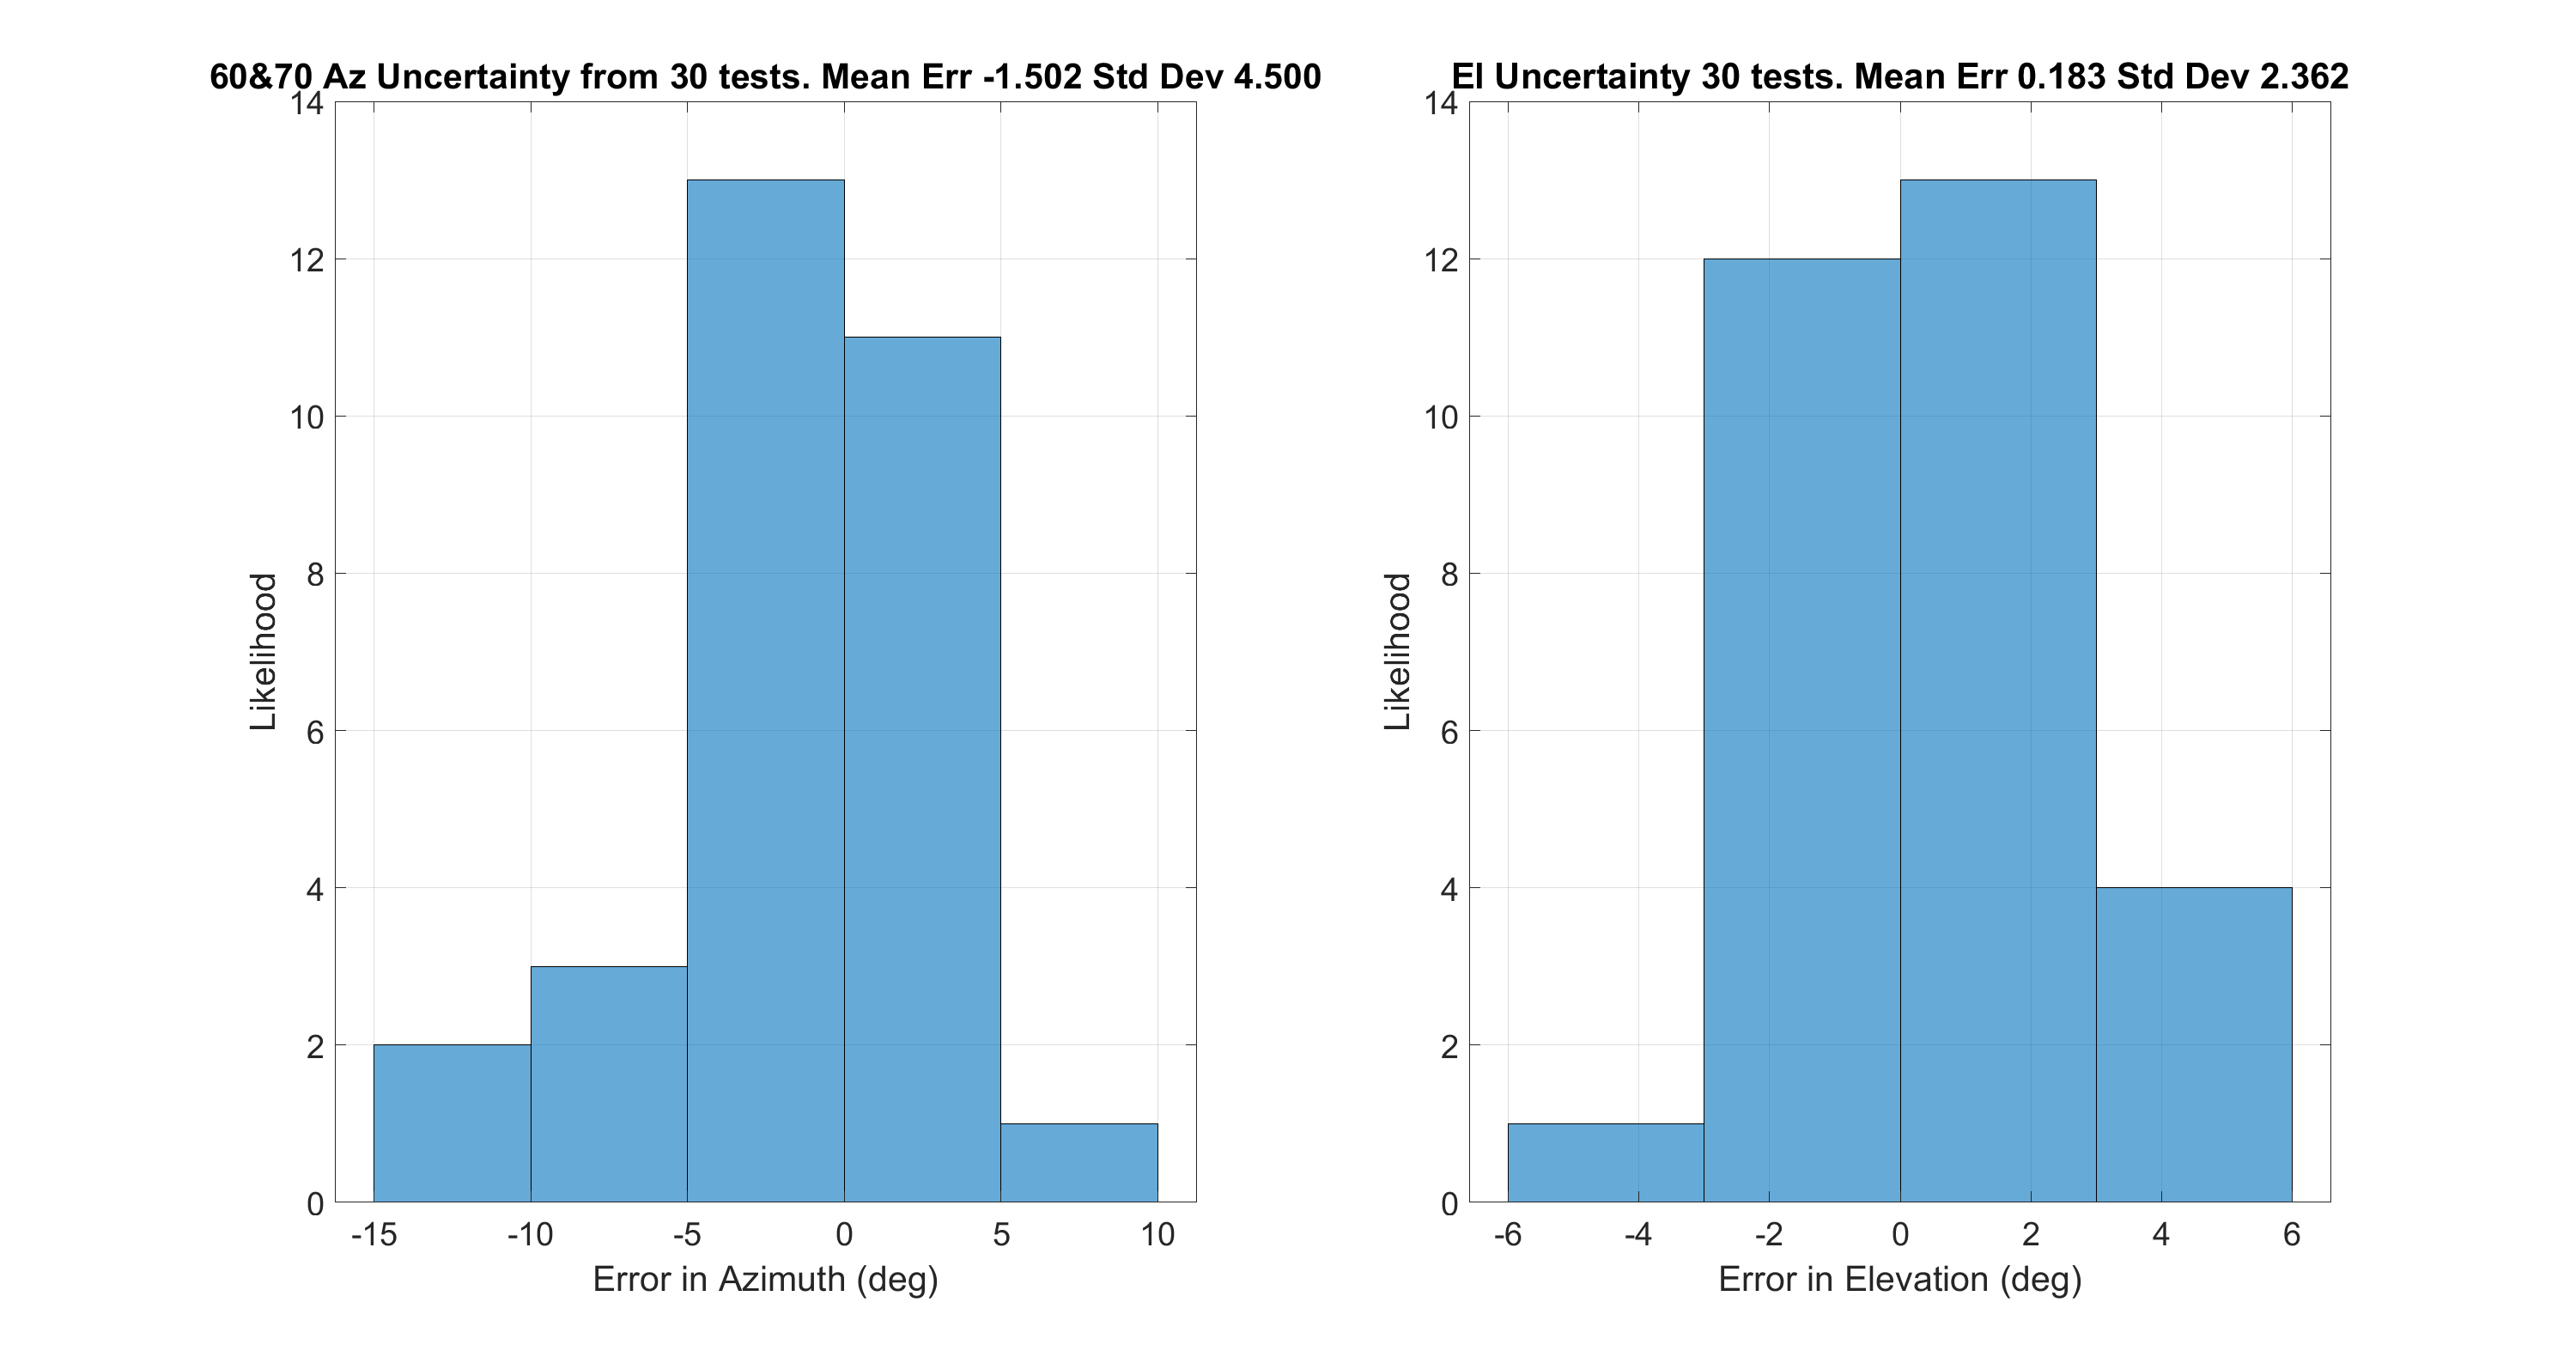 60&70 Az Uncertainty from 30 tests. Mean Err -1.502 Std Dev 4.500
14
12
10
8
6
4
2
0
Likelihood
-15 -10 -5 0 5 10
Error in Azimuth (deg)
El Uncertainty 30 tests. Mean Err 0.183 Std Dev 2.362
14
12
10
8
6
4
2
0
Likelihood
-6 -4 -2 0 2 4 6
Error in Elevation (deg)